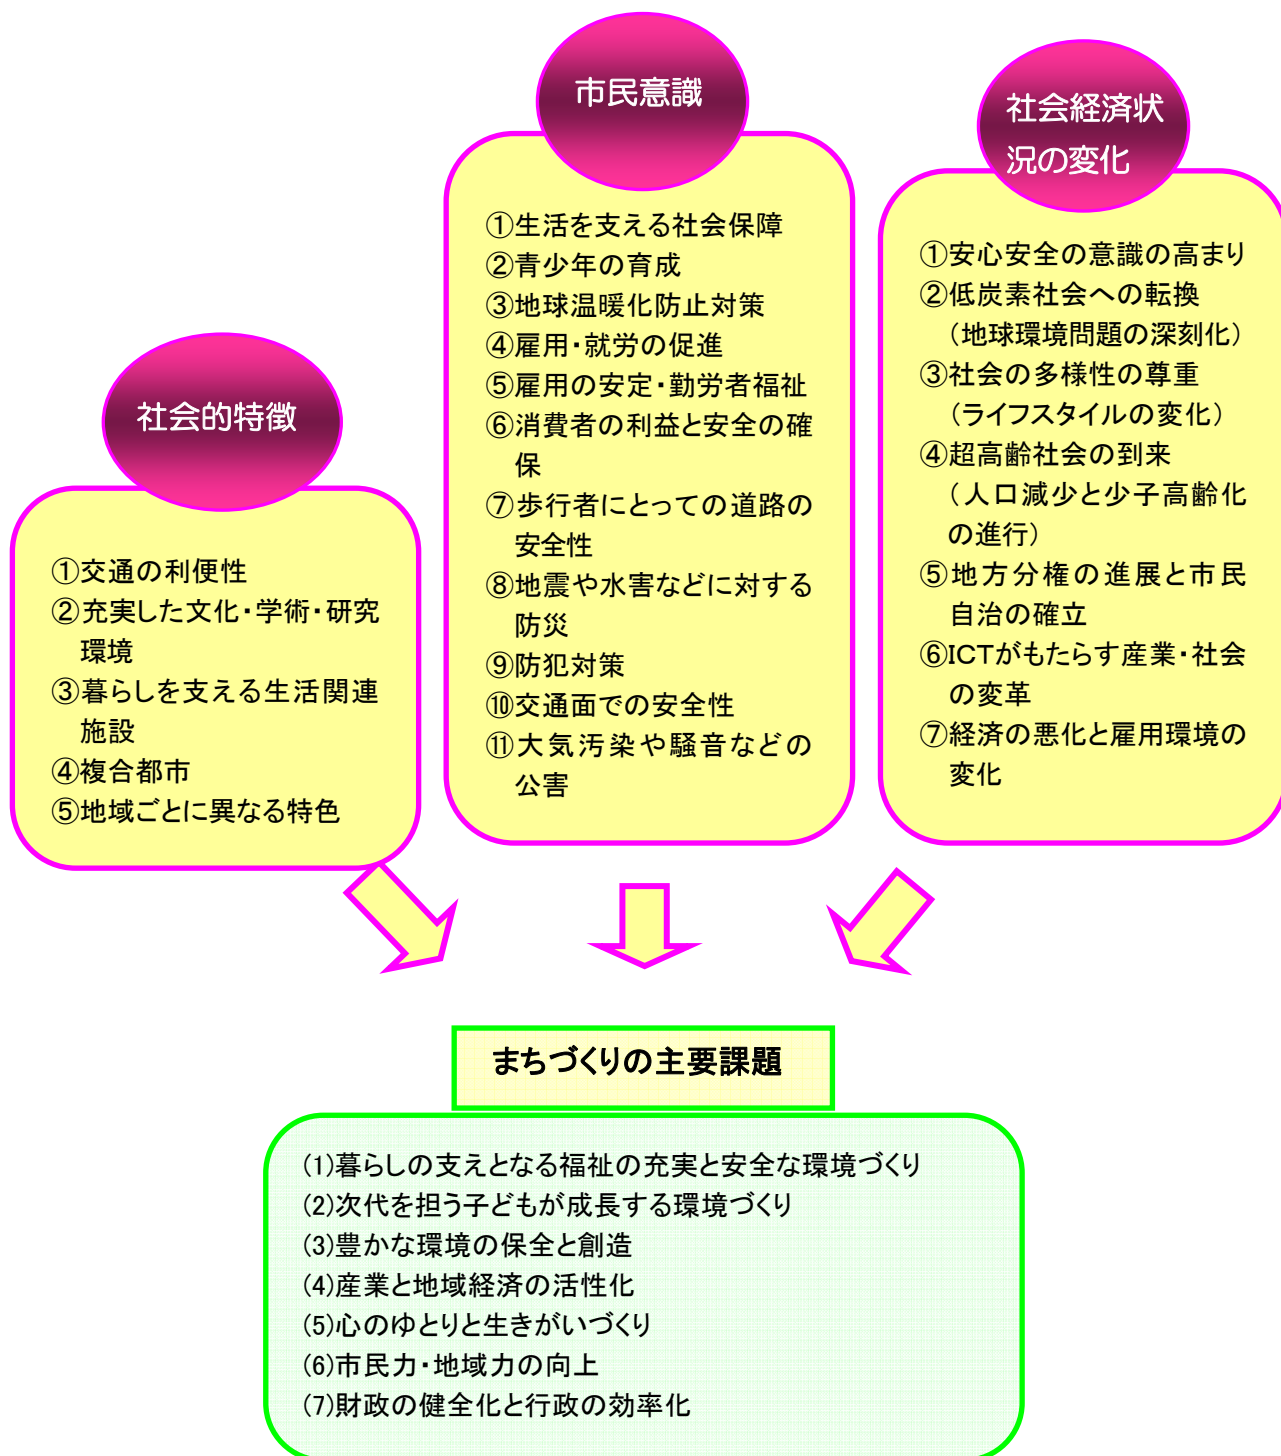 社会的特徴
①交通の利便性
②充実した文化・学術・研究
環境
③暮らしを支える生活関連
施設
④複合都市
⑤地域ごとに異なる特色
市民意識
①生活を支える社会保障
②青少年の育成
③地球温暖化防止対策
④雇用・就労の促進
⑤雇用の安定・勤労者福祉
⑥消費者の利益と安全の確
保
⑦歩行者にとっての道路の
安全性
⑧地震や水害などに対する
防災
⑨防犯対策
⑩交通面での安全性
⑪大気汚染や騒音などの
公害
社会経済状
況の変化
①安心安全の意識の高まり
②低炭素社会への転換
（地球環境問題の深刻化）
③社会の多様性の尊重
（ライフスタイルの変化）
④超高齢社会の到来
（人口減少と少子高齢化
の進行）
⑤地方分権の進展と市民
自治の確立
⑥ICTがもたらす産業・社会
の変革
⑦経済の悪化と雇用環境の
変化
まちづくりの主要課題
(1)暮らしの支えとなる福祉の充実と安全な環境づくり
(2)次代を担う子どもが成長する環境づくり
(3)豊かな環境の保全と創造
(4)産業と地域経済の活性化
(5)心のゆとりと生きがいづくり
(6)市民力・地域力の向上
(7)財政の健全化と行政の効率化